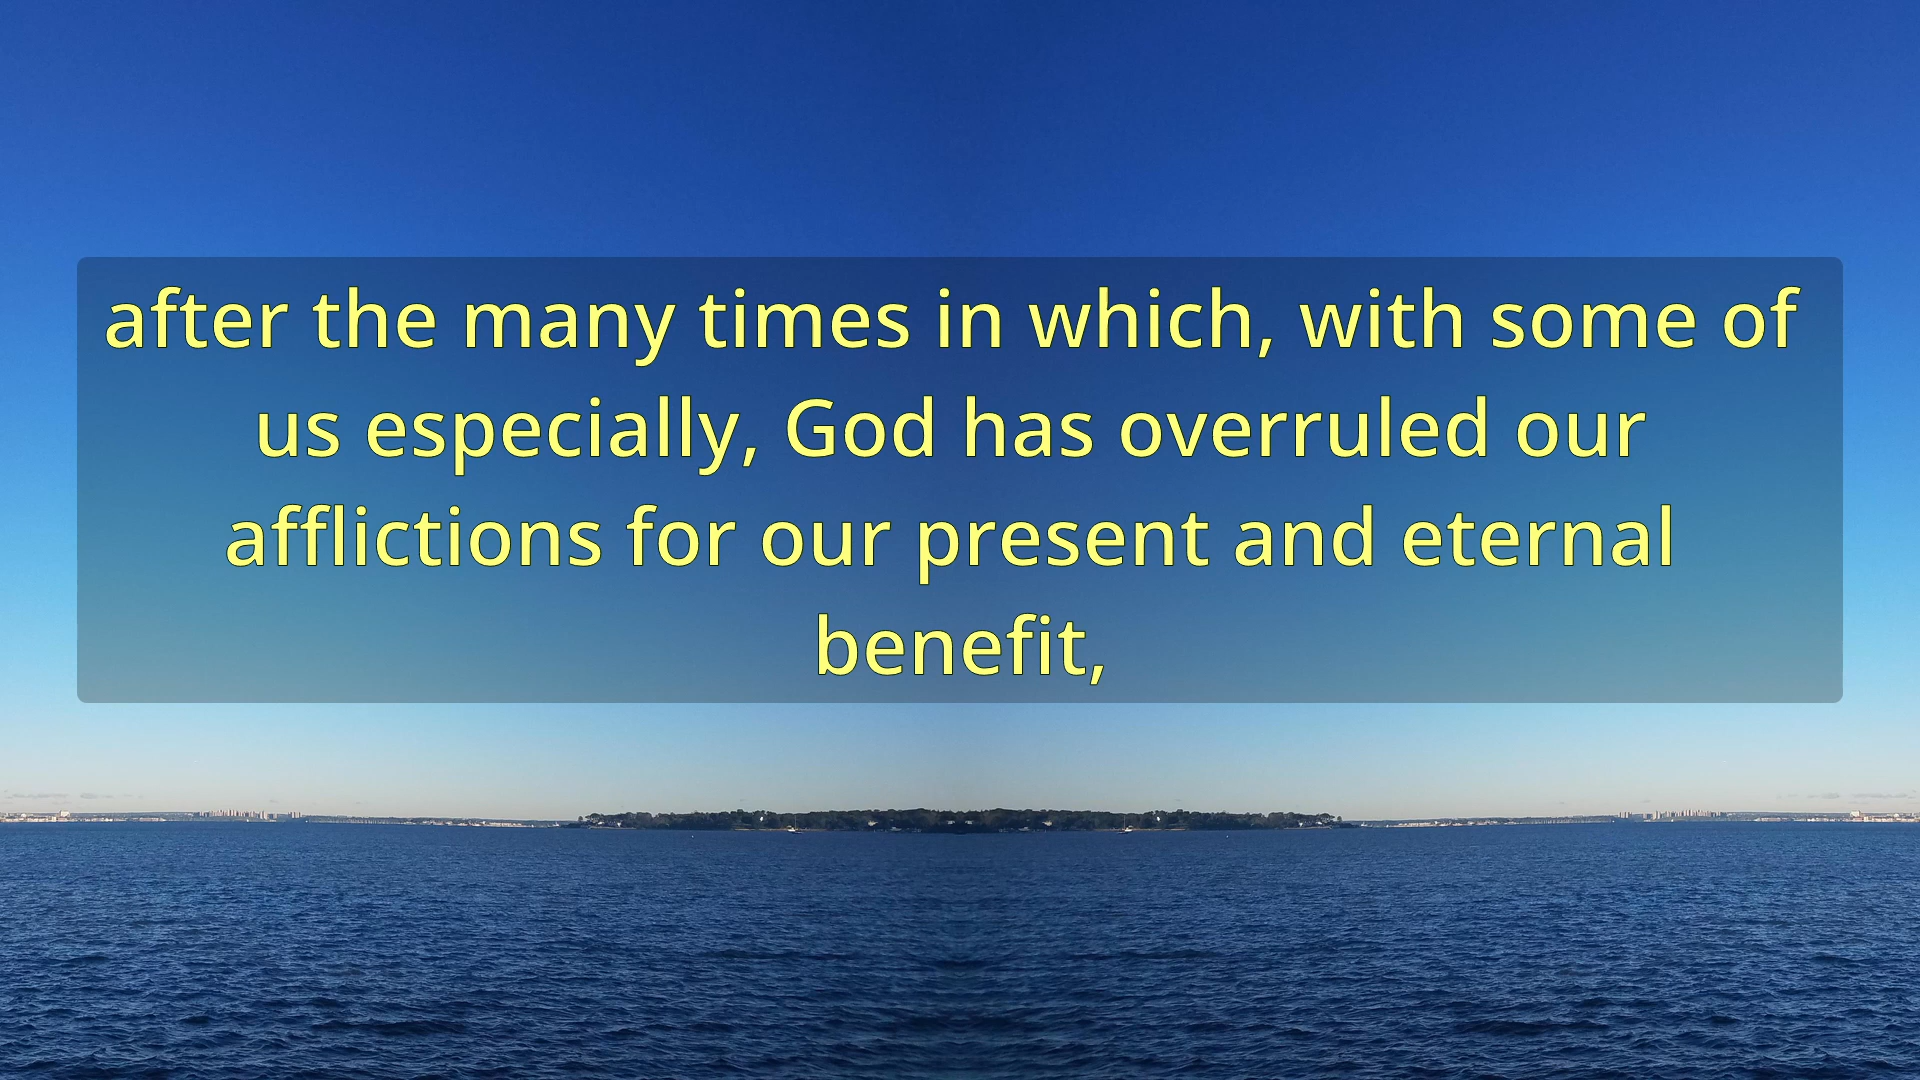 after the many times in which, with some of
us especially, God has overruled our
afflictions for our present and eternal
benefit,